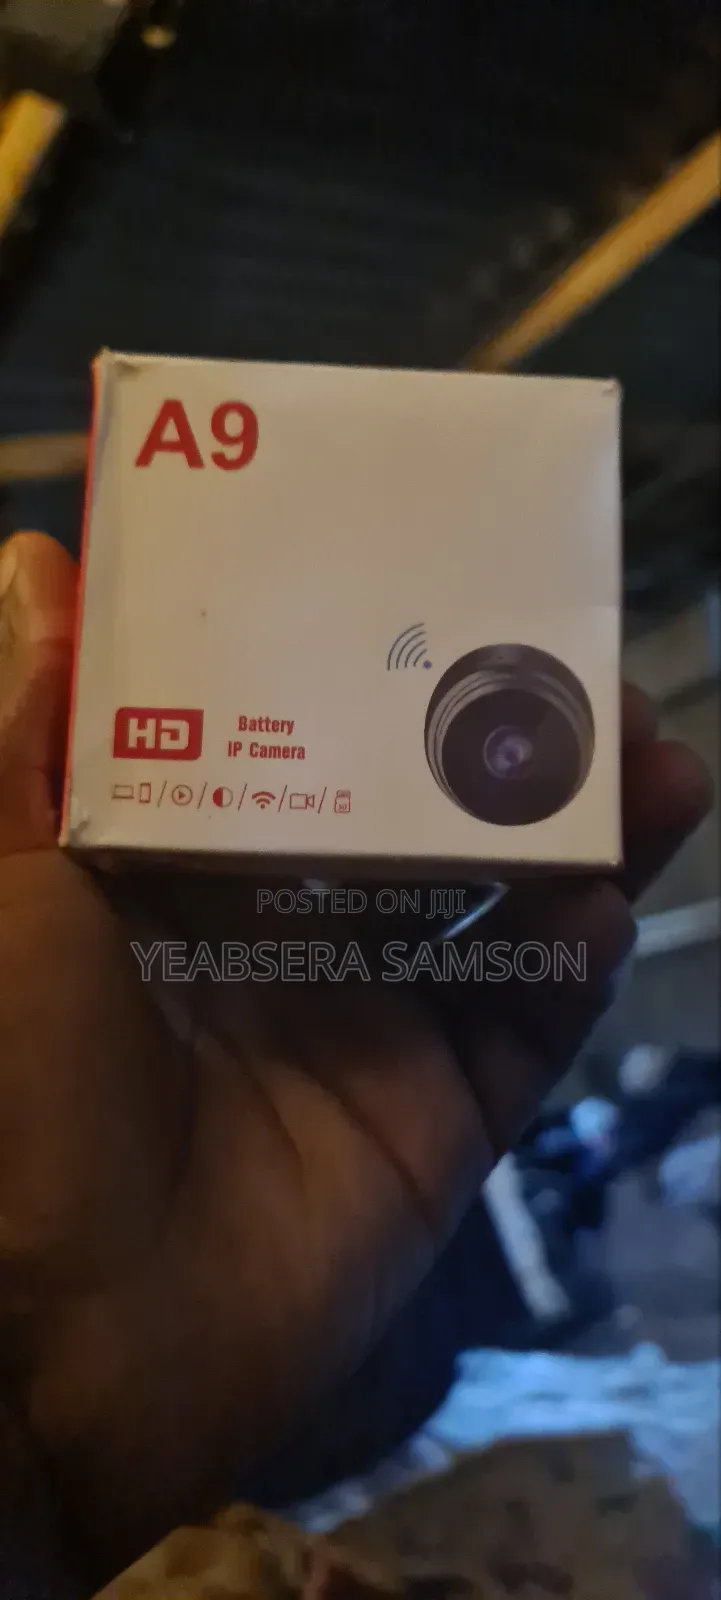 A9
HD
Battery
IP Camera
POSTED ON JIJI
YEABSERA SAMSON